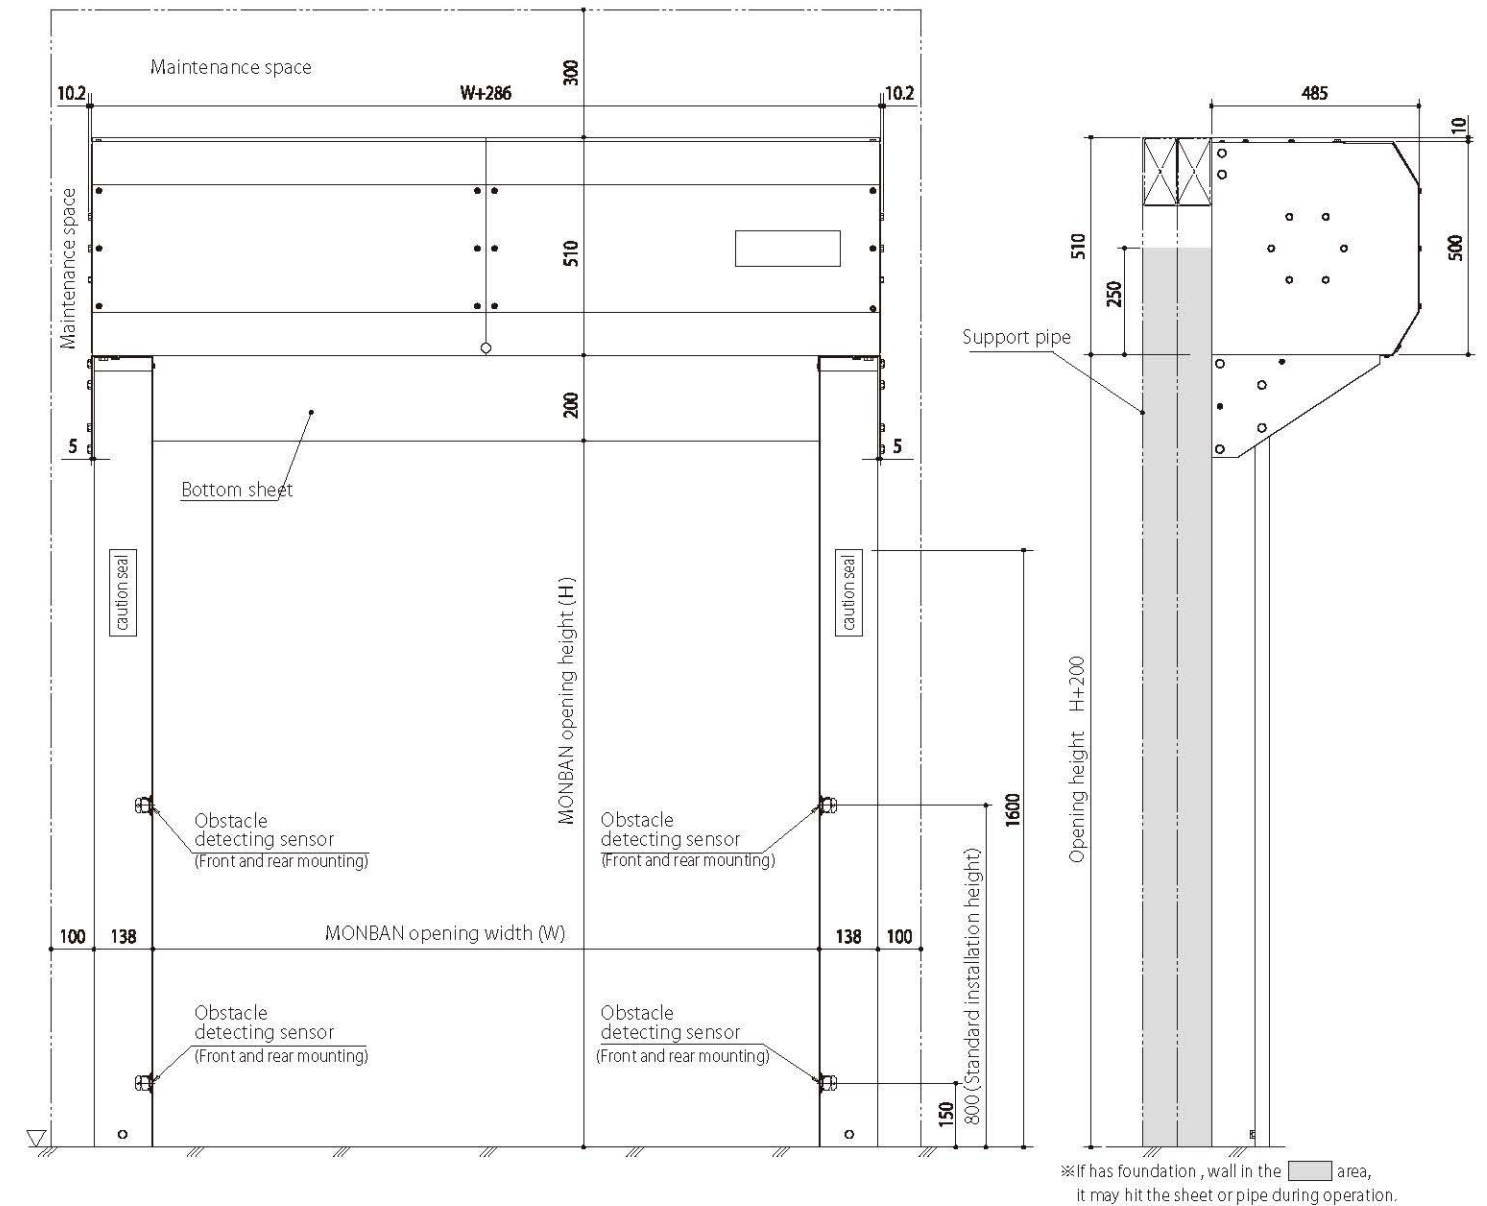 Maintenance space
300
10.2
W+286
10.2
485
10
Maintenance space
510
510
500
250
Support pipe
200
5
5
Bottom sheet
caution seal
caution seal
MONBAN opening height (H)
Opening height H+200
1600
Obstacle
detecting sensor
(Front and rear mounting)
Obstacle
detecting sensor
(Front and rear mounting)
800 (Standard installation height)
100
138
MONBAN opening width (W)
138
100
Obstacle
detecting sensor
(Front and rear mounting)
Obstacle
detecting sensor
(Front and rear mounting)
150
※If has foundation , wall in the area,
it may hit the sheet or pipe during operation.